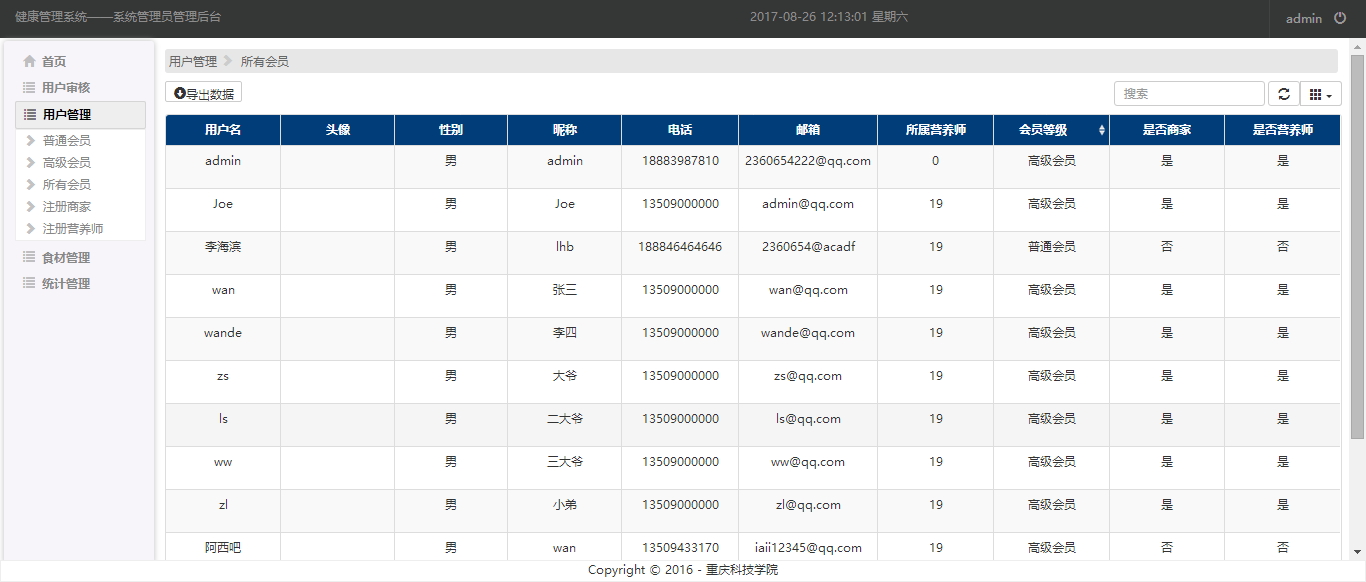 健康管理系统——系统管理员管理后台 2017-08-26 12:13:01 星期六 admin
首页
用户审核
用户管理
普通会员
高级会员
所有会员
注册商家
注册营养师
食材管理
统计管理
用户管理 所有会员
导出数据 搜索
用户名 头像 性别 昵称 电话 邮箱 所属营养师 会员等级 是否商家 是否营养师
admin 男 admin 18883987810 2360654222@qq.com 0 高级会员 是 是
Joe 男 Joe 13509000000 admin@qq.com 19 高级会员 是 是
李海滨 男 lhb 188846464646 2360654@acadf 19 普通会员 否 否
wan 男 张三 13509000000 wan@qq.com 19 高级会员 是 是
wande 男 李四 13509000000 wande@qq.com 19 高级会员 是 是
zs 男 大爷 13509000000 zs@qq.com 19 高级会员 是 是
ls 男 二大爷 13509000000 ls@qq.com 19 高级会员 是 是
ww 男 三大爷 13509000000 ww@qq.com 19 高级会员 是 是
zl 男 小弟 13509000000 zl@qq.com 19 高级会员 是 是
阿西吧 男 wan 13509433170 iaii12345@qq.com 19 高级会员 否 否
Copyright © 2016 - 重庆科技学院